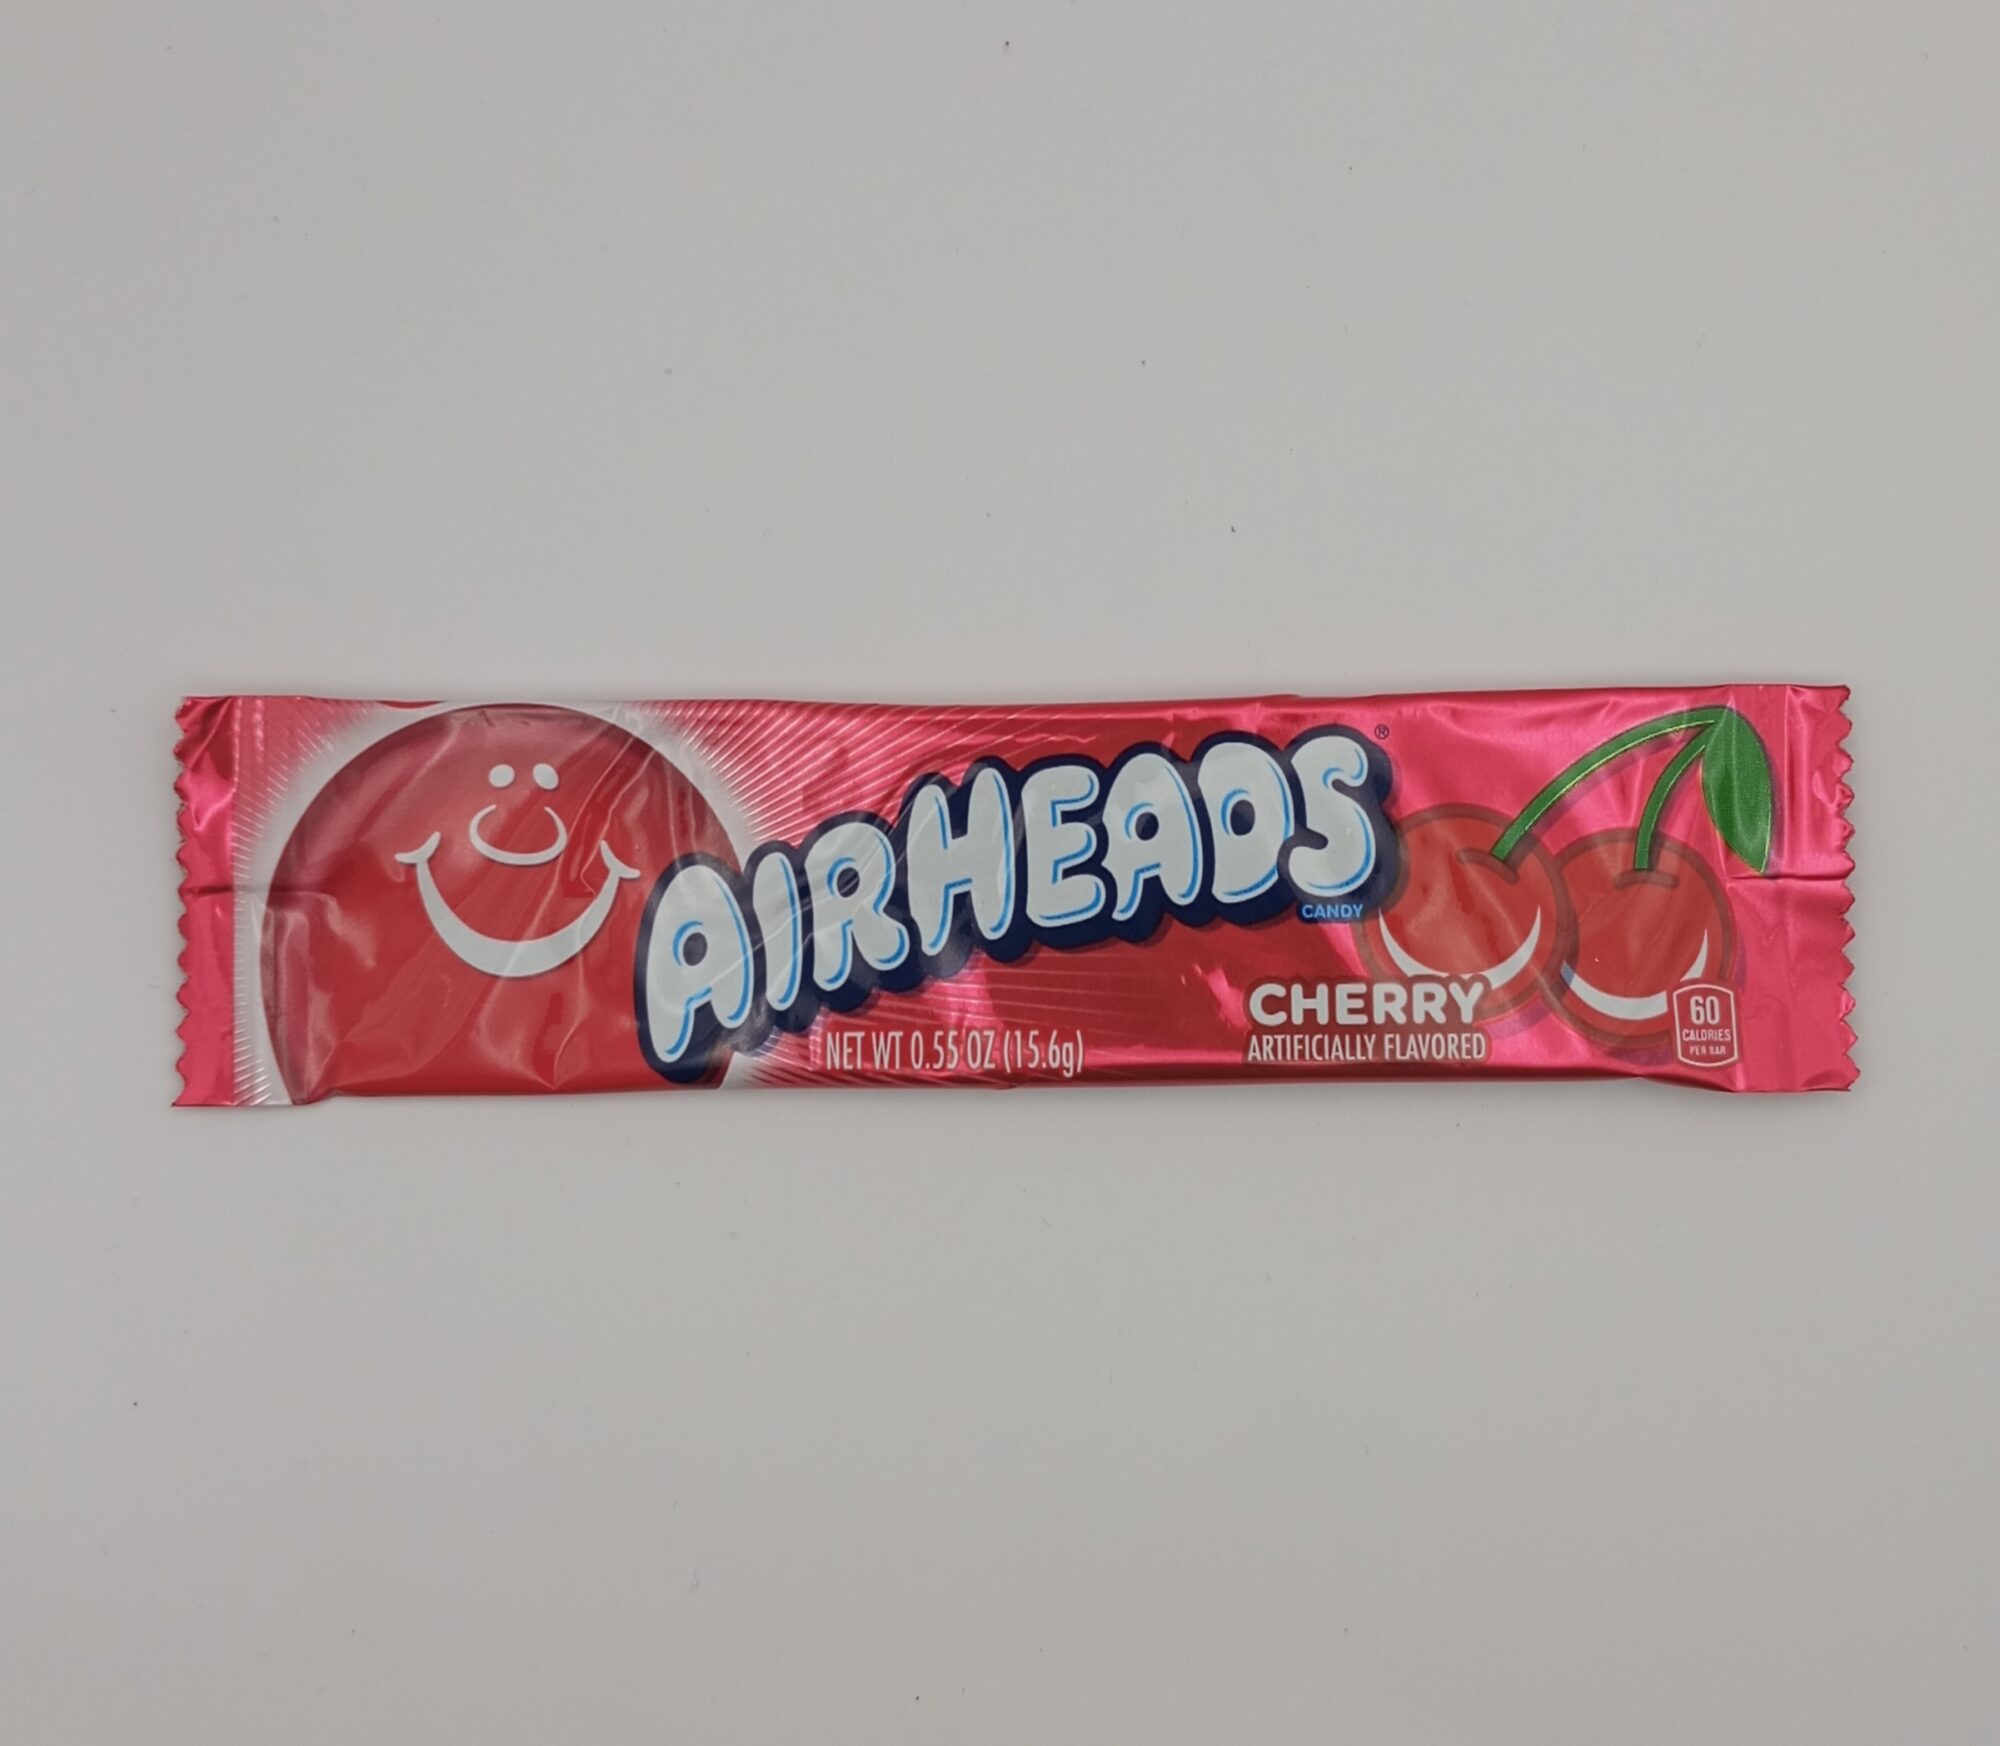 AIRHEADS®
CANDY
CHERRY
ARTIFICIALLY FLAVORED
NET WT 0.55 OZ (15.6g)
60
CALORIES
PER BAR